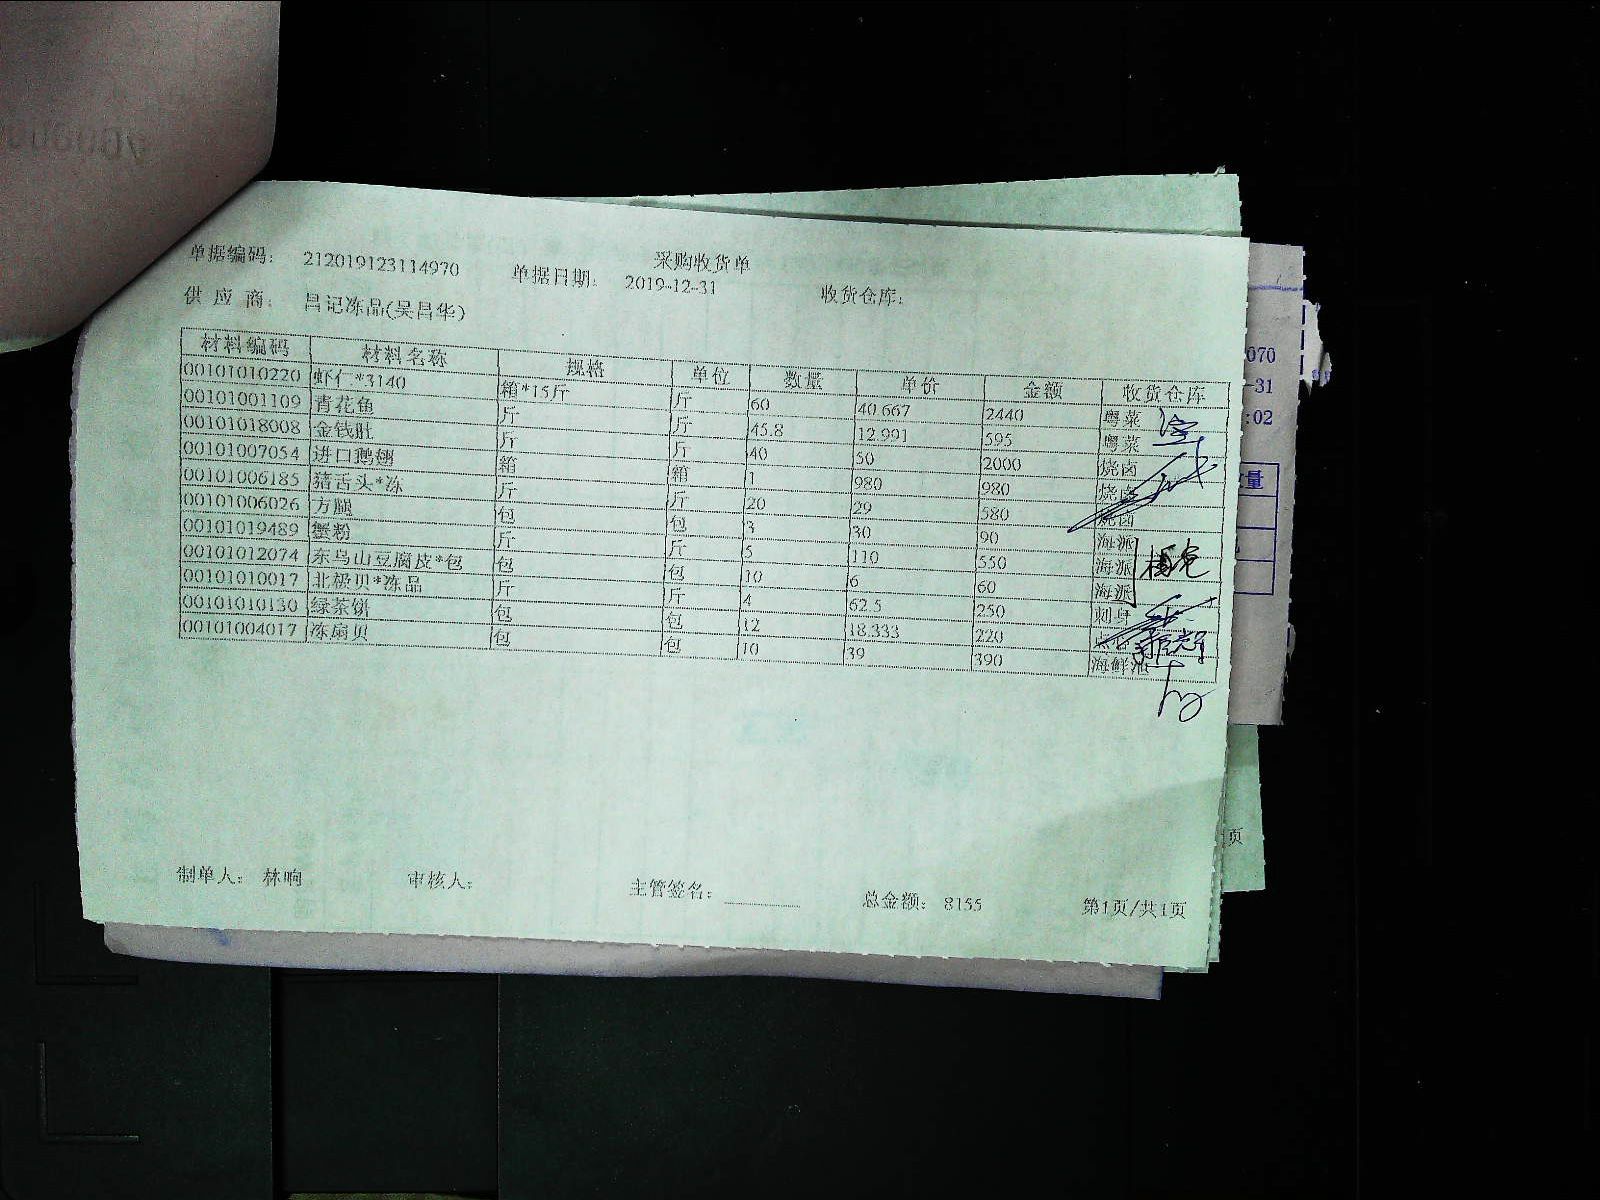 采购收货单
单据编码： 212019123114970 单据日期： 2019-12-31 收货仓库：
供 应 商： 昌记冻品(吴昌华)
材料编码 材料名称 规格 单位 数量 单价 金额 收货仓库
00101010220 虾仁*3140 箱*15斤 斤 60 40.667 2440 粤菜
00101001109 青花鱼 斤 斤 45.8 12.991 595 粤菜
00101018008 金钱肚 斤 斤 40 50 2000 烧卤
00101007054 进口鹅翅 箱 箱 1 980 980 烧卤
00101006185 猪舌头*冻 斤 斤 20 29 580 烧卤
00101006026 方腿 包 包 3 30 90 海派
00101019489 蟹粉 斤 斤 5 110 550 海派
00101012074 东乌山豆腐皮*包 包 包 10 6 60 海派
00101010017 北极贝*冻品 斤 斤 4 62.5 250 刺身
00101010130 绿茶饼 包 包 12 18.333 220
00101004017 冻扇贝 包 包 10 39 390 海鲜池
制单人： 林响 审核人： 主管签名： 总金额： 8155 第1页/共1页
070
-31
:02
量
页